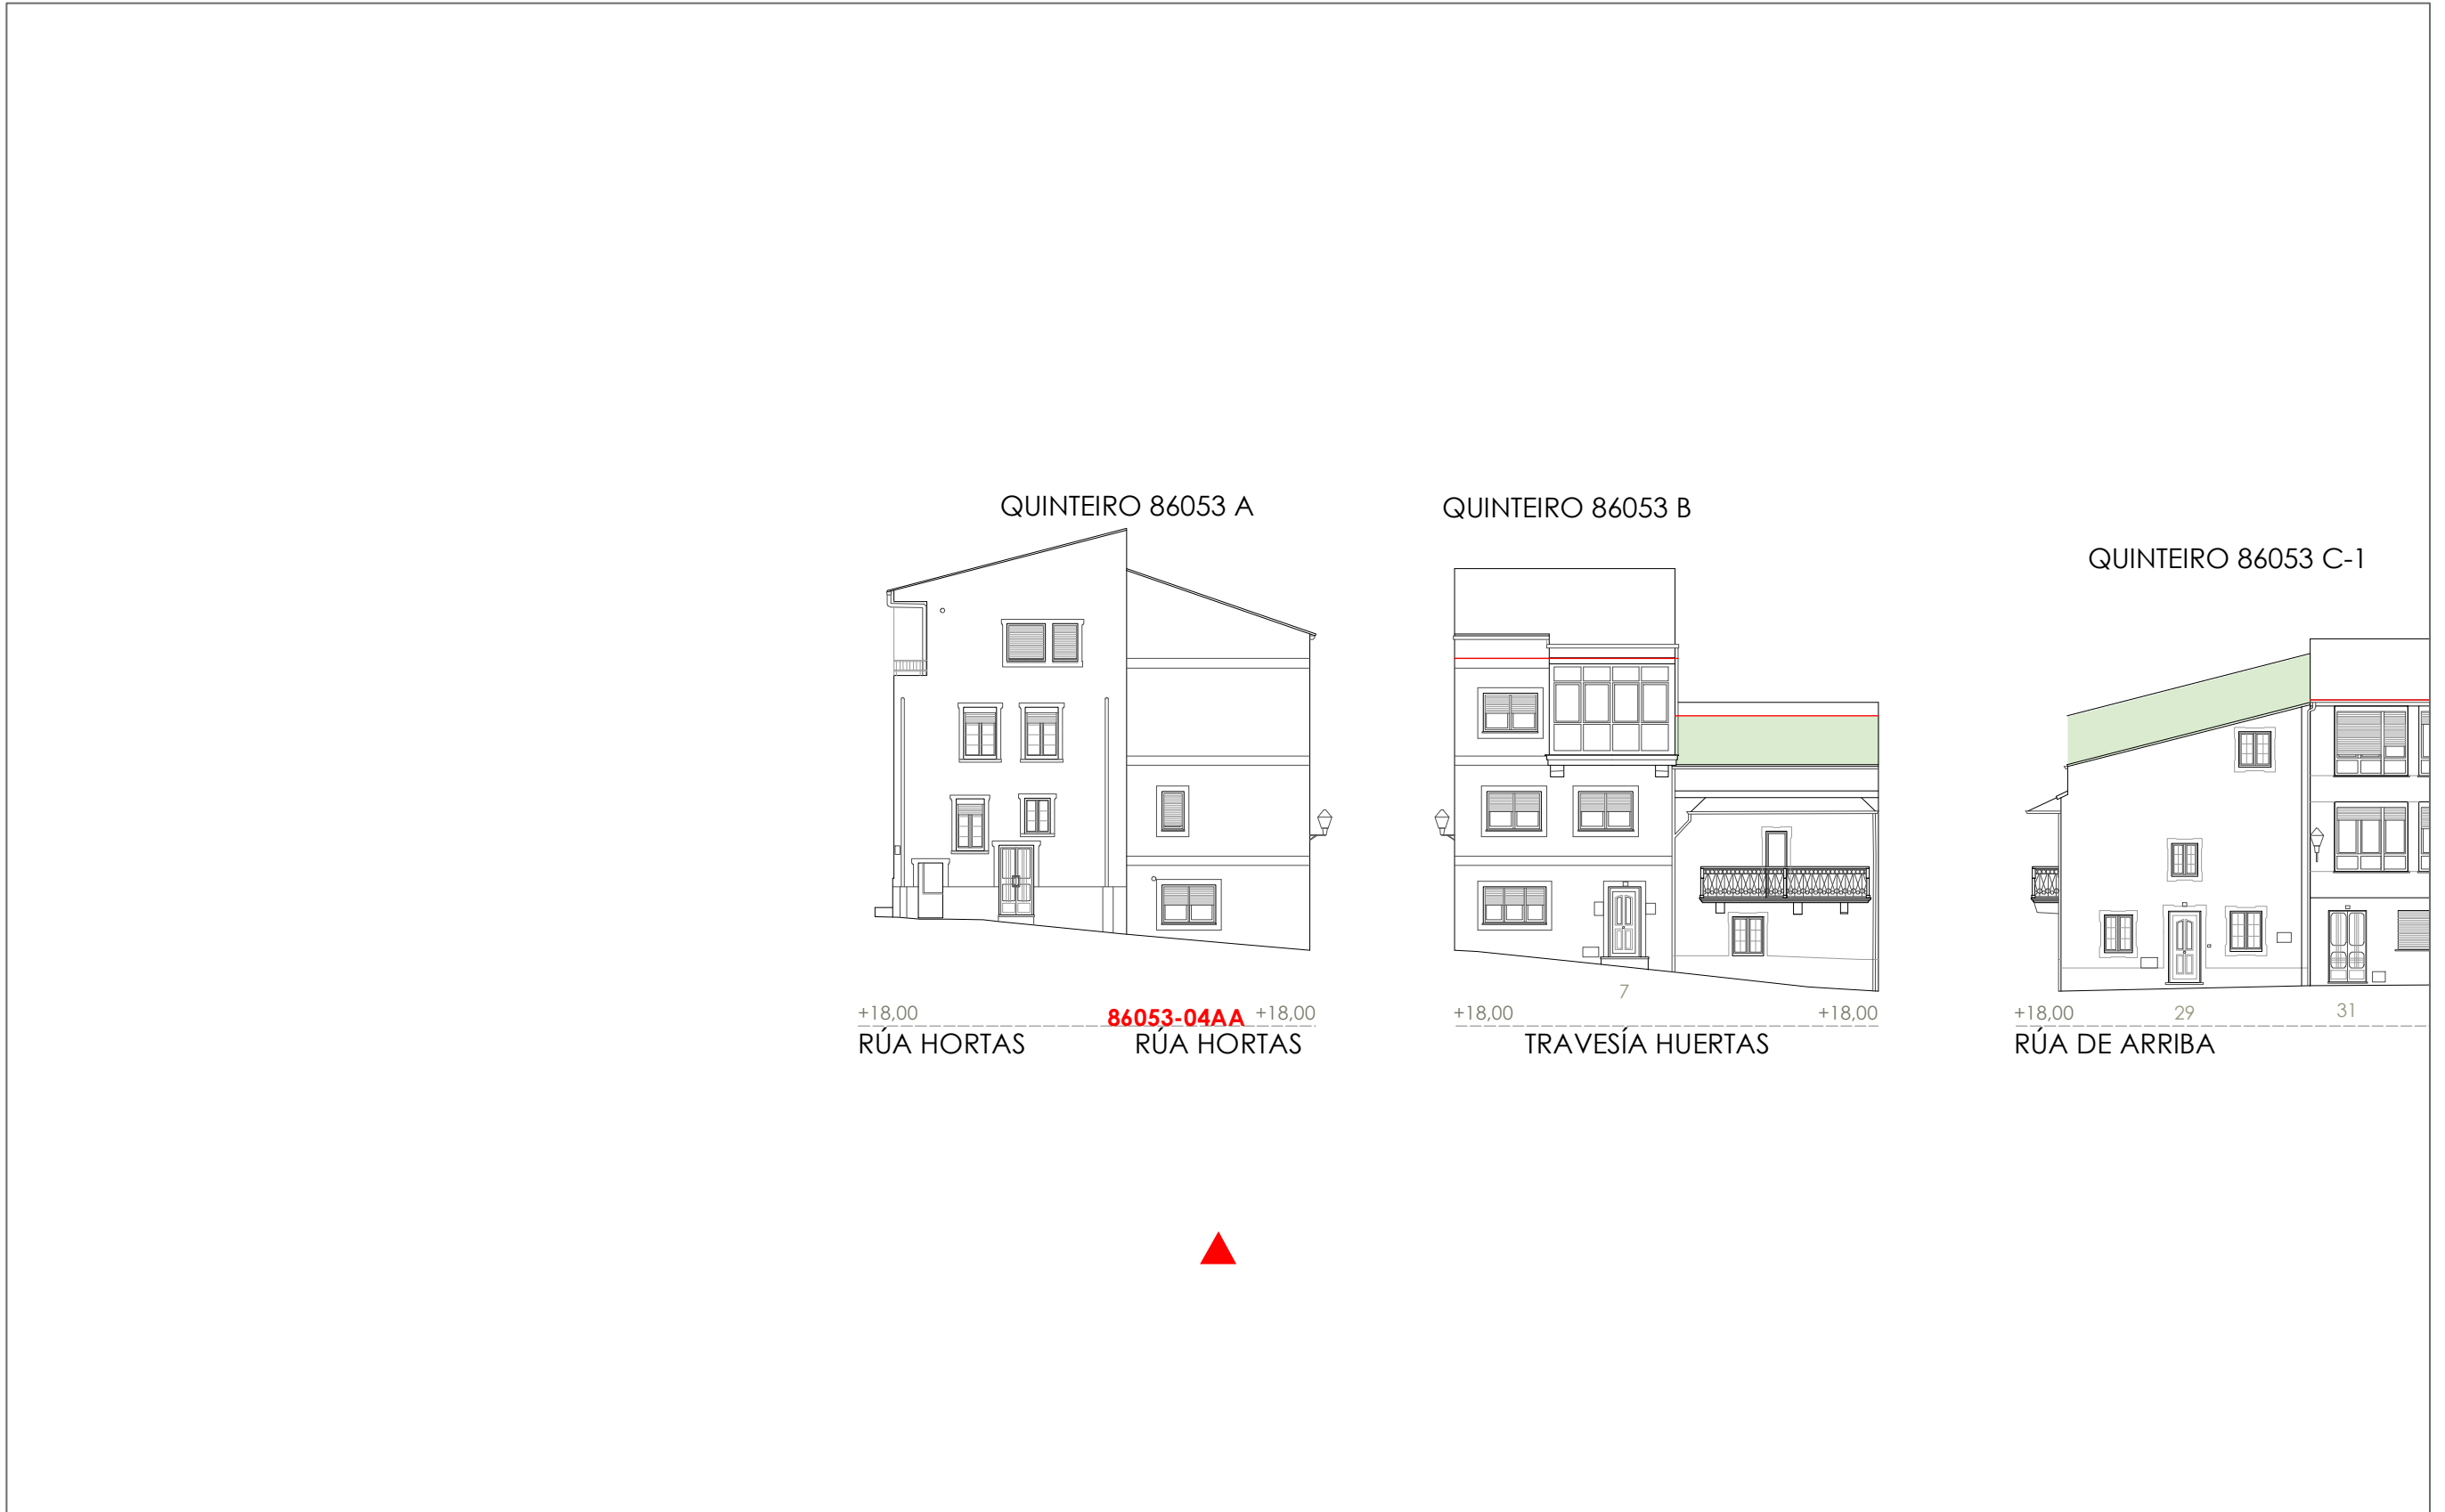 QUINTEIRO 86053 A
QUINTEIRO 86053 B
QUINTEIRO 86053 C-1
+18,00
86053-04AA
+18,00
RÚA HORTAS
RÚA HORTAS
7
+18,00
+18,00
TRAVESÍA HUERTAS
+18,00
29
31
RÚA DE ARRIBA